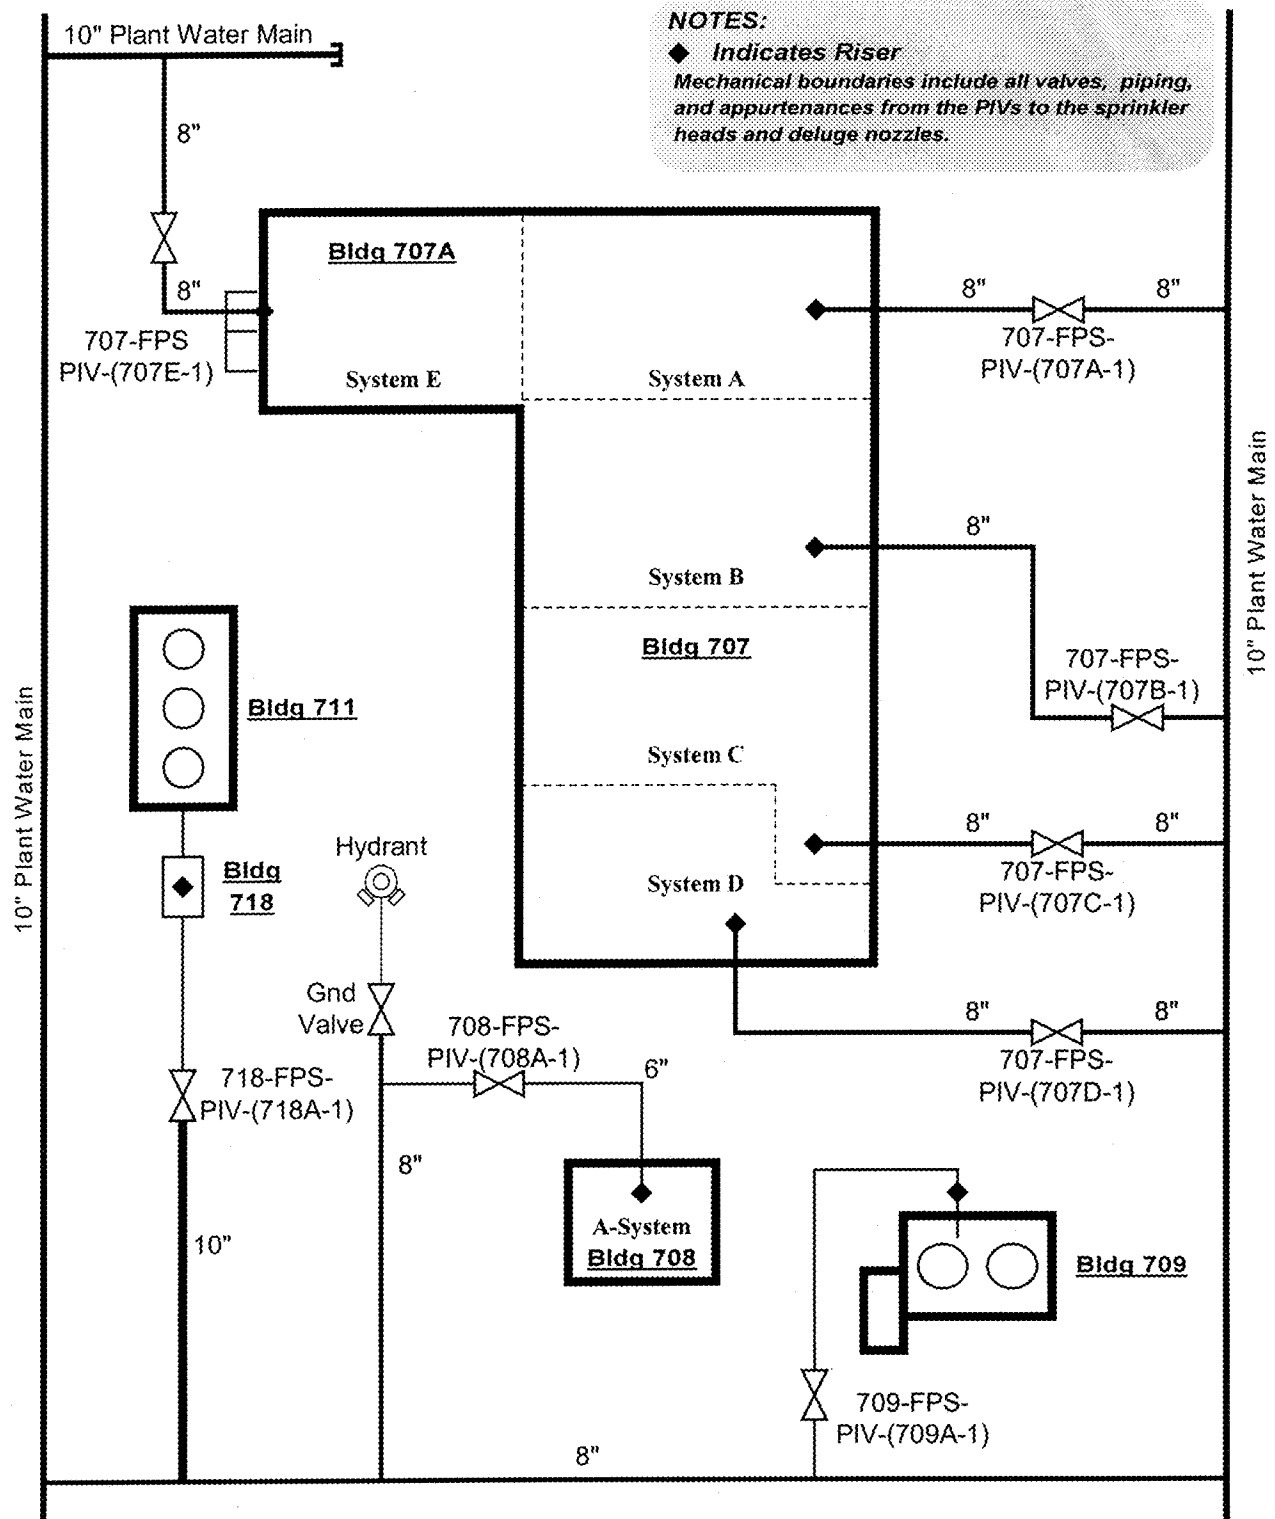 10" Plant Water Main
NOTES:
Indicates Riser
Mechanical boundaries include all valves, piping,
and appurtenances from the PIVs to the sprinkler
heads and deluge nozzles.
8"
Bldg 707A
8"
707-FPS
PIV-(707E-1)
System E
System A
8"
8"
707-FPS-
PIV-(707A-1)
10" Plant Water Main
8"
System B
Bldg 707
707-FPS-
PIV-(707B-1)
10" Plant Water Main
Bldg 711
System C
8"
8"
707-FPS-
PIV-(707C-1)
Hydrant
Bldg
718
System D
Gnd
Valve
8"
8"
707-FPS-
PIV-(707D-1)
708-FPS-
PIV-(708A-1)
6"
718-FPS-
PIV-(718A-1)
8"
10"
A-System
Bldg 708
Bldg 709
709-FPS-
PIV-(709A-1)
8"